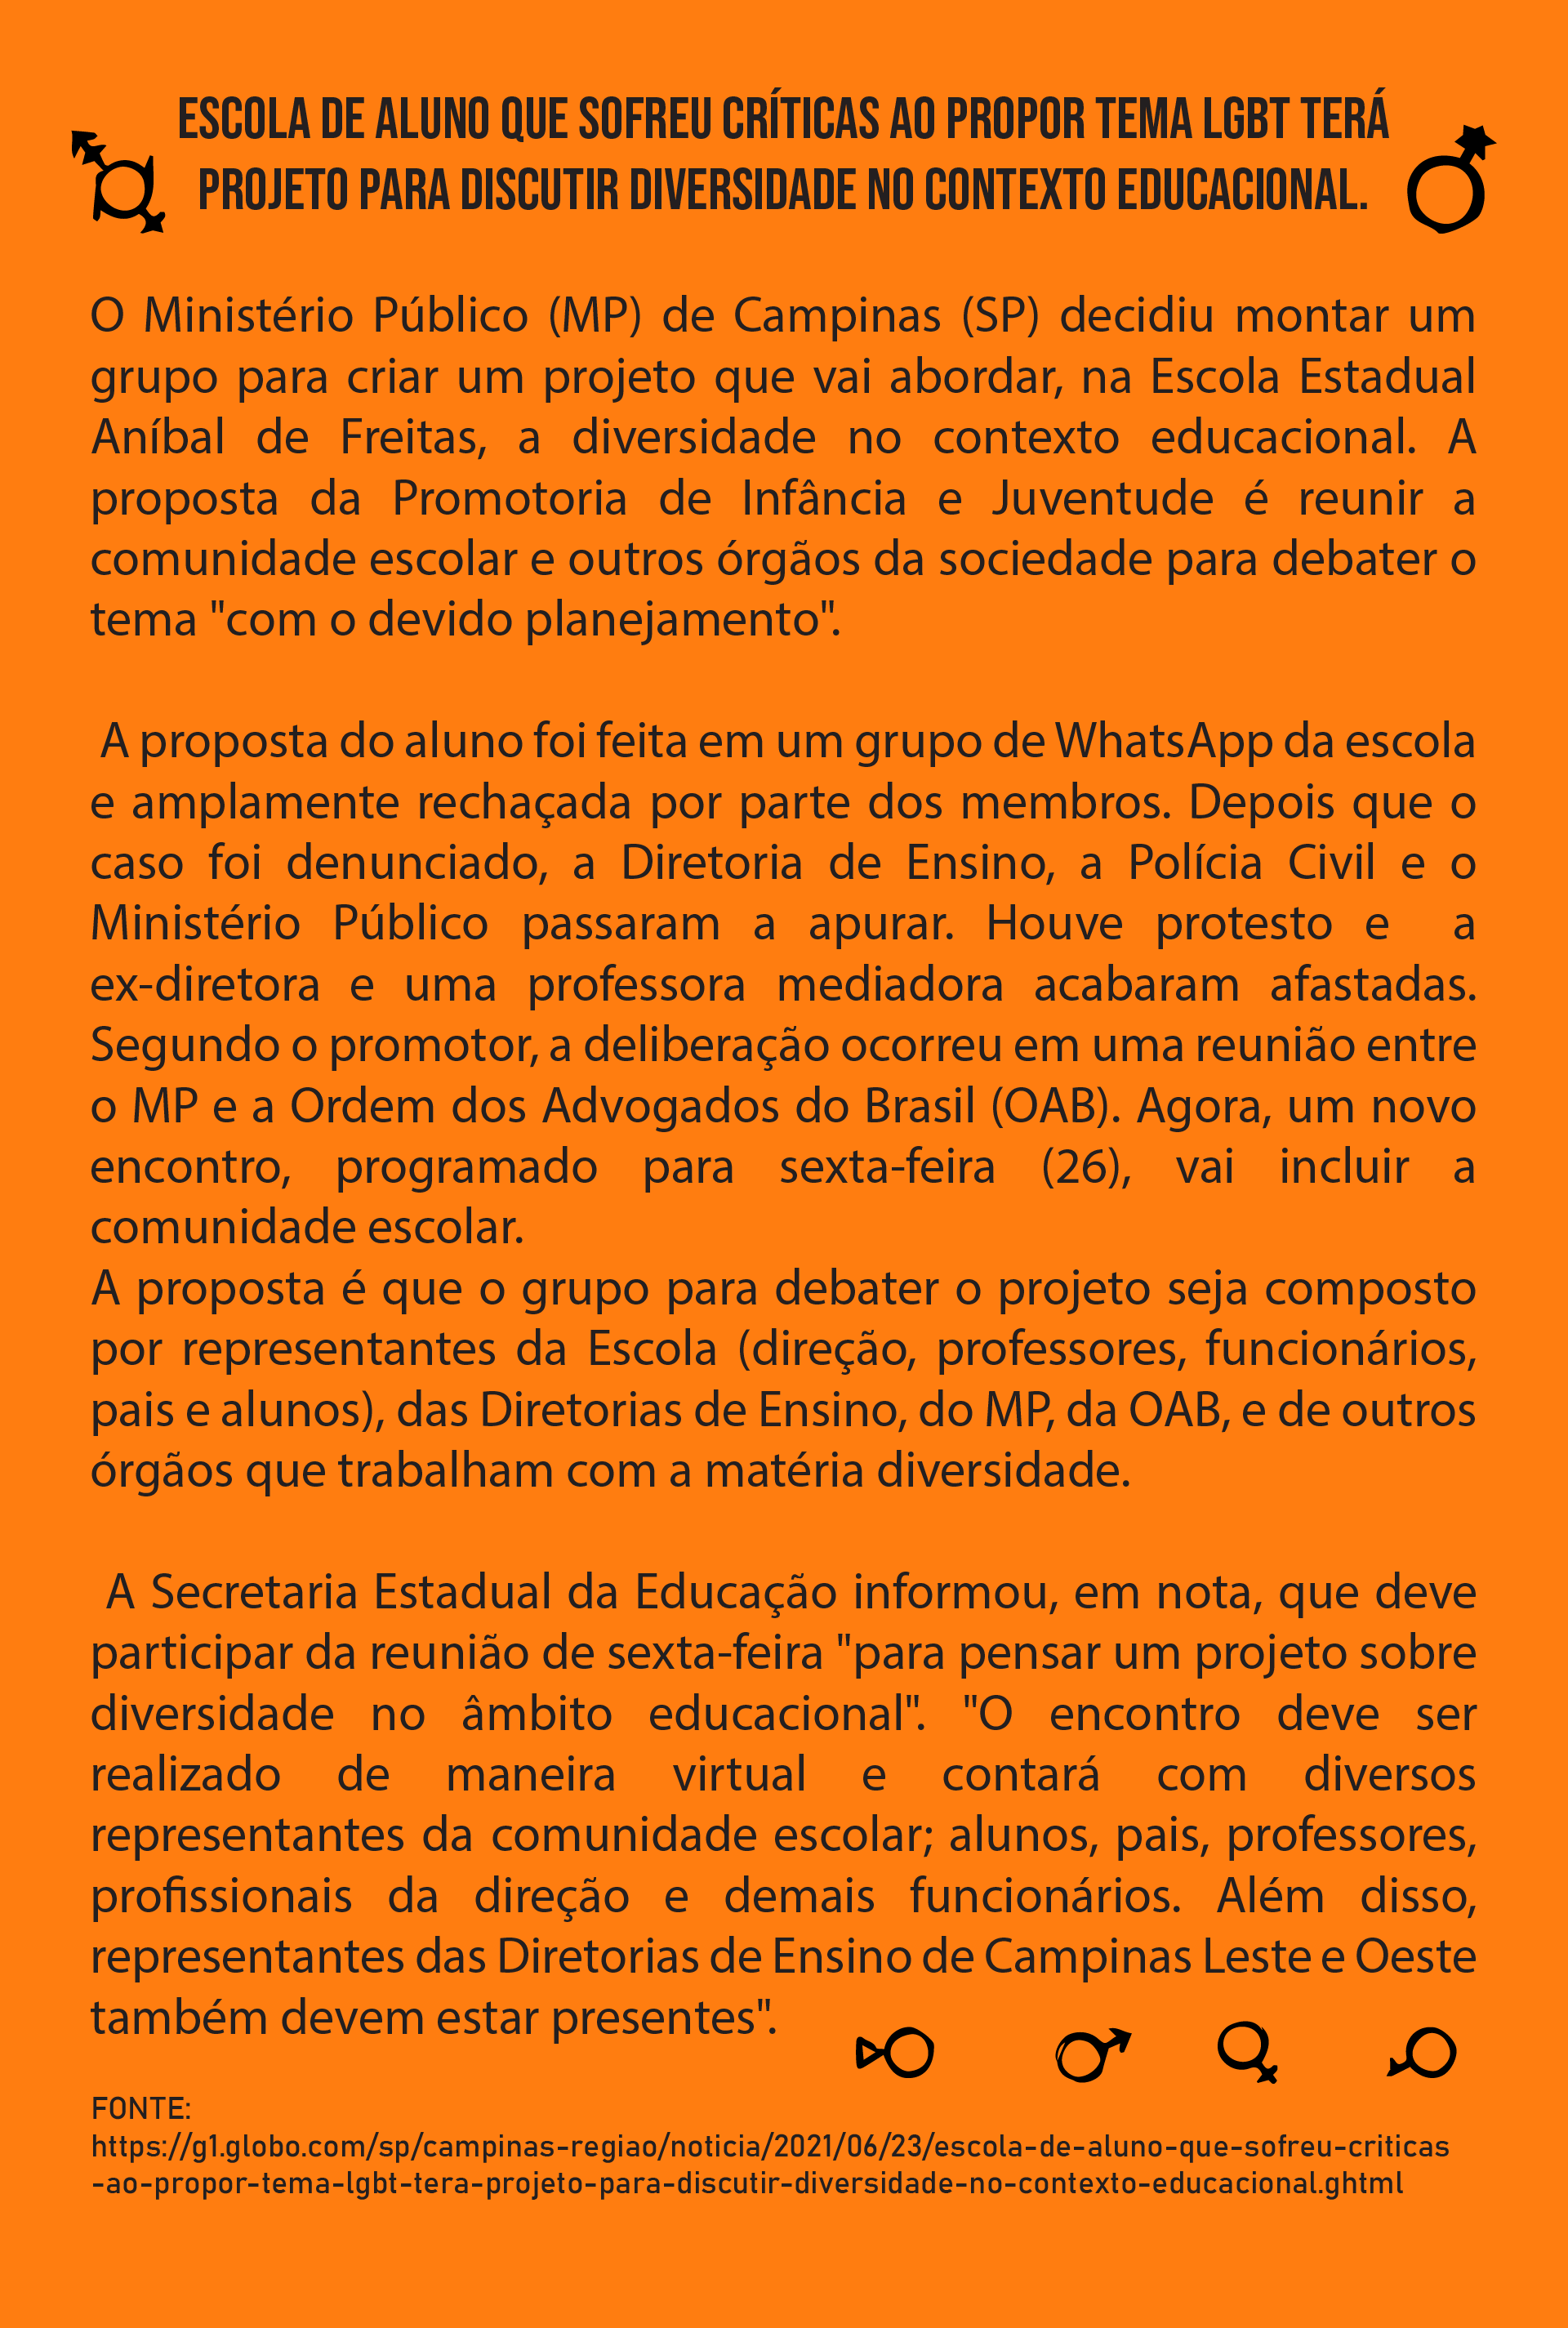 ESCOLA DE ALUNO QUE SOFREU CRÍTICAS AO PROPOR TEMA LGBT TERÁ
PROJETO PARA DISCUTIR DIVERSIDADE NO CONTEXTO EDUCACIONAL.
O Ministério Público (MP) de Campinas (SP) decidiu montar um
grupo para criar um projeto que vai abordar, na Escola Estadual
Aníbal de Freitas, a diversidade no contexto educacional. A
proposta da Promotoria de Infância e Juventude é reunir a
comunidade escolar e outros órgãos da sociedade para debater o
tema "com o devido planejamento".
A proposta do aluno foi feita em um grupo de WhatsApp da escola
e amplamente rechaçada por parte dos membros. Depois que o
caso foi denunciado, a Diretoria de Ensino, a Polícia Civil e o
Ministério Público passaram a apurar. Houve protesto e a
ex-diretora e uma professora mediadora acabaram afastadas.
Segundo o promotor, a deliberação ocorreu em uma reunião entre
o MP e a Ordem dos Advogados do Brasil (OAB). Agora, um novo
encontro, programado para sexta-feira (26), vai incluir a
comunidade escolar.
A proposta é que o grupo para debater o projeto seja composto
por representantes da Escola (direção, professores, funcionários,
pais e alunos), das Diretorias de Ensino, do MP, da OAB, e de outros
órgãos que trabalham com a matéria diversidade.
A Secretaria Estadual da Educação informou, em nota, que deve
participar da reunião de sexta-feira "para pensar um projeto sobre
diversidade no âmbito educacional". "O encontro deve ser
realizado de maneira virtual e contará com diversos
representantes da comunidade escolar; alunos, pais, professores,
profissionais da direção e demais funcionários. Além disso,
representantes das Diretorias de Ensino de Campinas Leste e Oeste
também devem estar presentes".
FONTE:
https://g1.globo.com/sp/campinas-regiao/noticia/2021/06/23/escola-de-aluno-que-sofreu-criticas
-ao-propor-tema-lgbt-tera-projeto-para-discutir-diversidade-no-contexto-educacional.ghtml